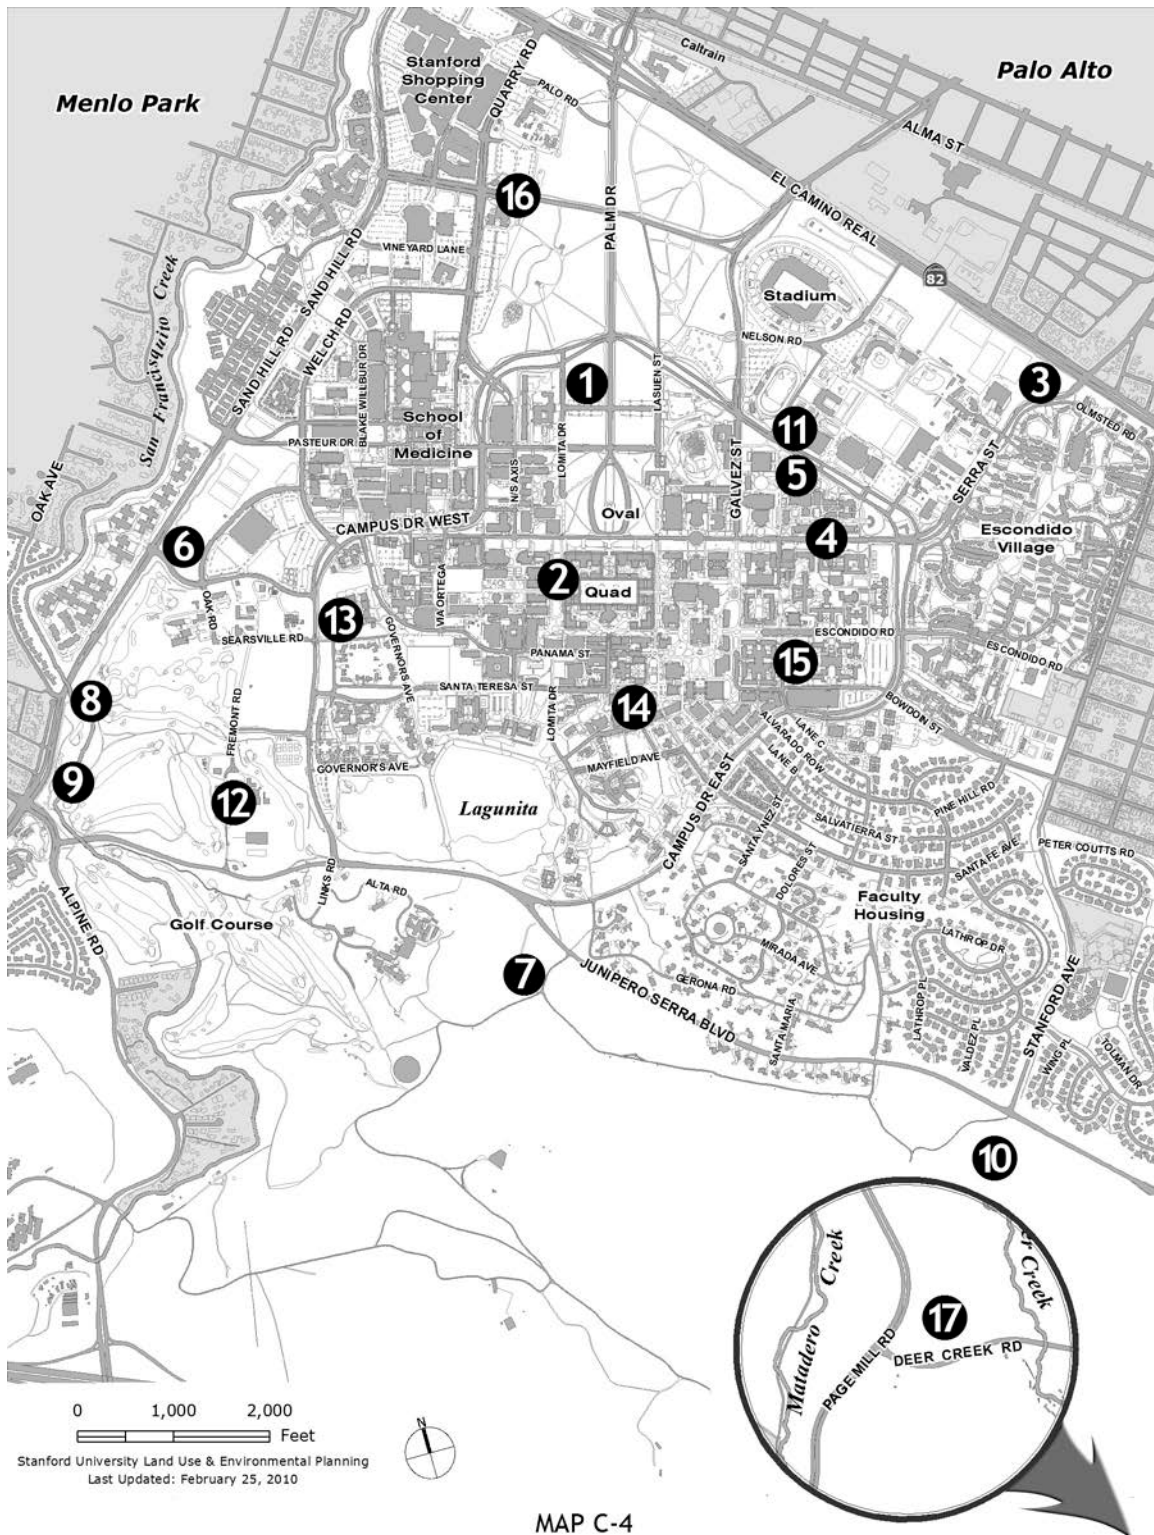 Caltrain
Palo Alto
Menlo Park
Stanford
Shopping
Center
QUARRY RD
PALO RD
ALMA ST
EL CAMINO REAL
16
PALM DR
82
VINEYARD LANE
SAND HILL RD
San Francisquito Creek
Stadium
NELSON RD
WELCH RD
SAND HILL RD
BLAKE WILLBUR DR
1
LASUEN ST
3
OLMSTED RD
School
of
Medicine
PASTEUR DR
LOMITA DR
N/S AXIS
11
GALVEZ ST
5
SERRA ST
OAK AVE
CAMPUS DR WEST
Oval
4
Escondido
Village
6
2
Quad
VIA ORTEGA
OAK RD
13
SEARSVILLE RD
GOVERNORS AVE
PANAMA ST
ESCONDIDO RD
ESCONDIDO RD
15
SANTA TERESA ST
8
FREMONT RD
LOMITA DR
14
BOWDOIN ST
LANE C
ALVARADO ROW
LANE B
MAYFIELD AVE
GOVERNOR'S AVE
9
12
Lagunita
CAMPUS DR EAST
PINE HILL RD
SANTA YNEZ ST
SALVATIERRA ST
SANTA FE AVE
PETER COUTTS RD
DOLORES ST
LINKS RD
ALTA RD
ALPINE RD
Golf Course
Faculty
Housing
LATHROP DR
MIRADA AVE
7
JUNIPERO SERRA BLVD
GERONA RD
SANTA MARIA
LATHROP PL
VALDEZ PL
STANFORD AVE
WING PL
TOLMAN DR
10
Matadero Creek
er Creek
17
PAGE MILL RD
DEER CREEK RD
0 1,000 2,000
Feet
N
Stanford University Land Use & Environmental Planning
Last Updated: February 25, 2010
MAP C-4